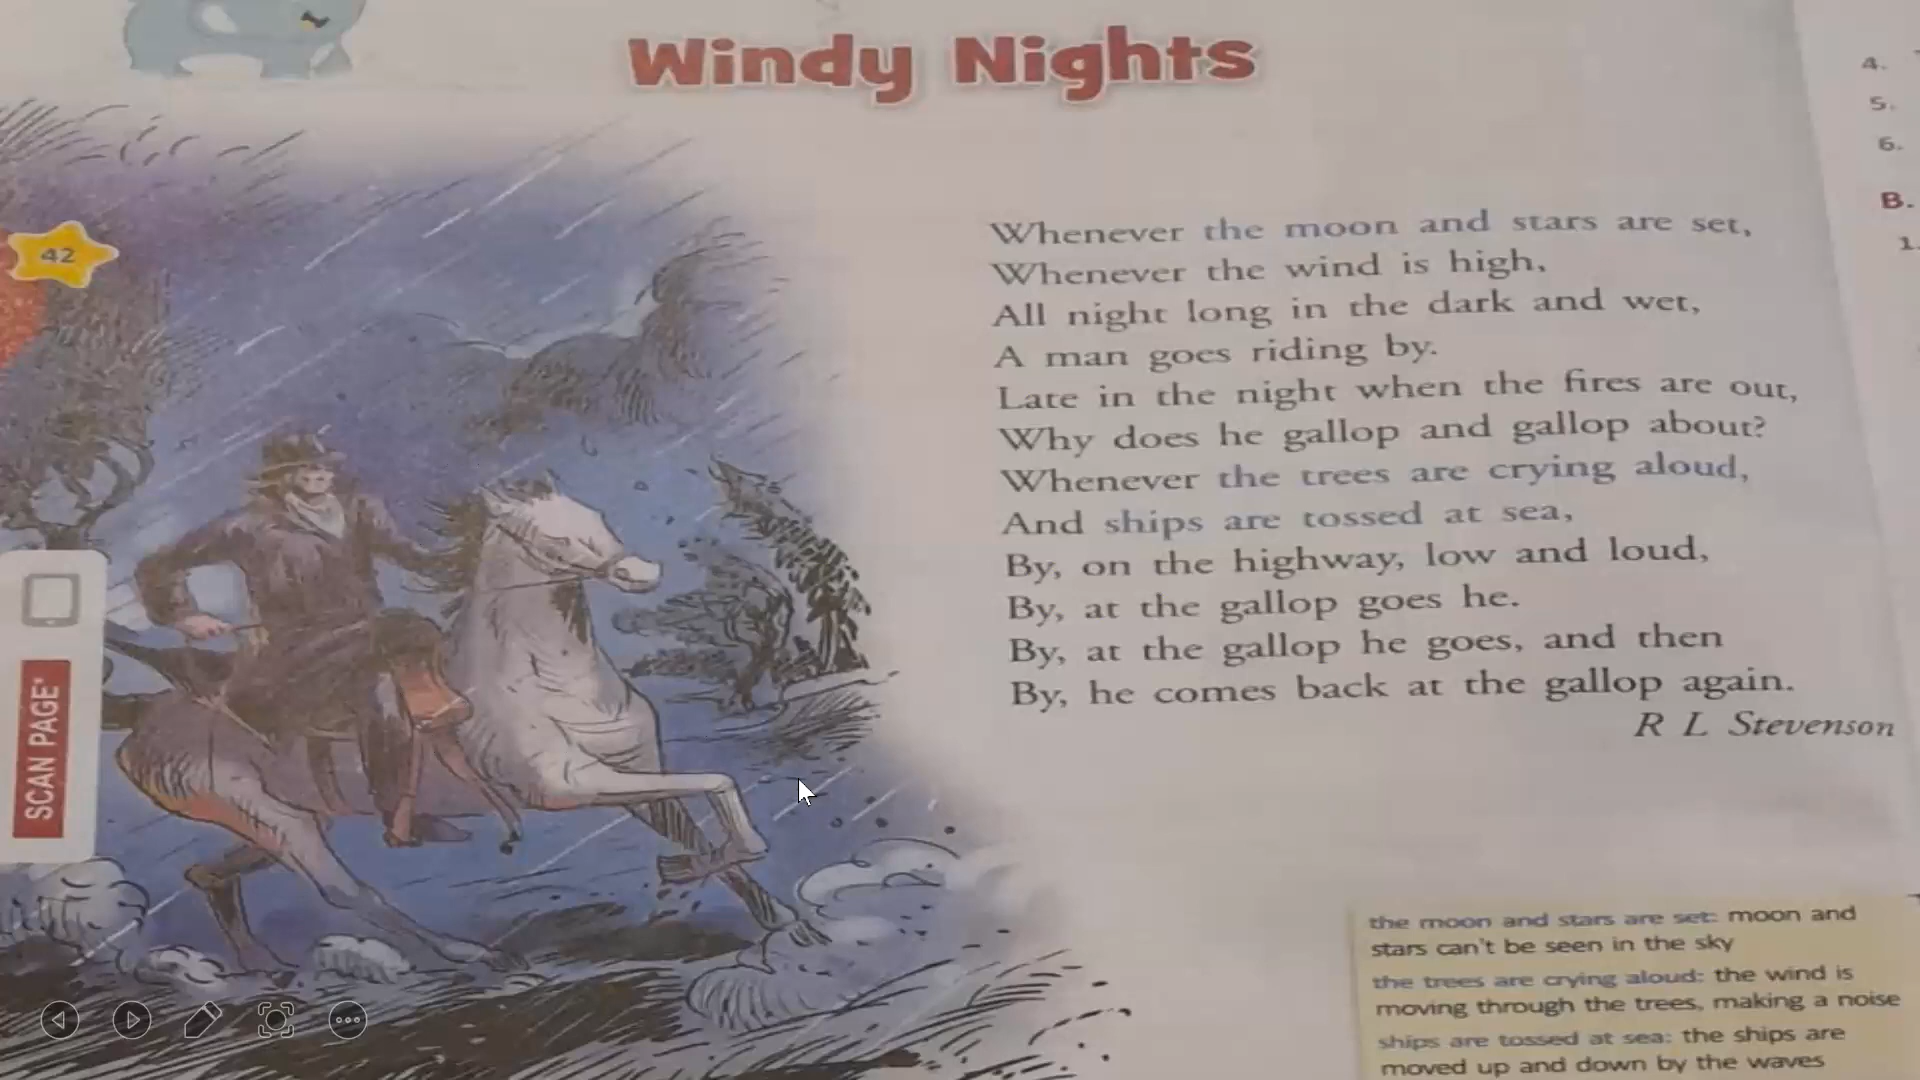 Windy Nights
42
SCAN PAGE
Whenever the moon and stars are set,
Whenever the wind is high,
All night long in the dark and wet,
A man goes riding by.
Late in the night when the fires are out,
Why does he gallop and gallop about?
Whenever the trees are crying aloud,
And ships are tossed at sea,
By, on the highway, low and loud,
By, at the gallop goes he.
By, at the gallop he goes, and then
By, he comes back at the gallop again.
R L Stevenson
the moon and stars are set: moon and
stars can't be seen in the sky
the trees are crying aloud: the wind is
moving through the trees, making a noise
ships are tossed at sea: the ships are
moved up and down by the waves
4.
5.
6.
B.
1.